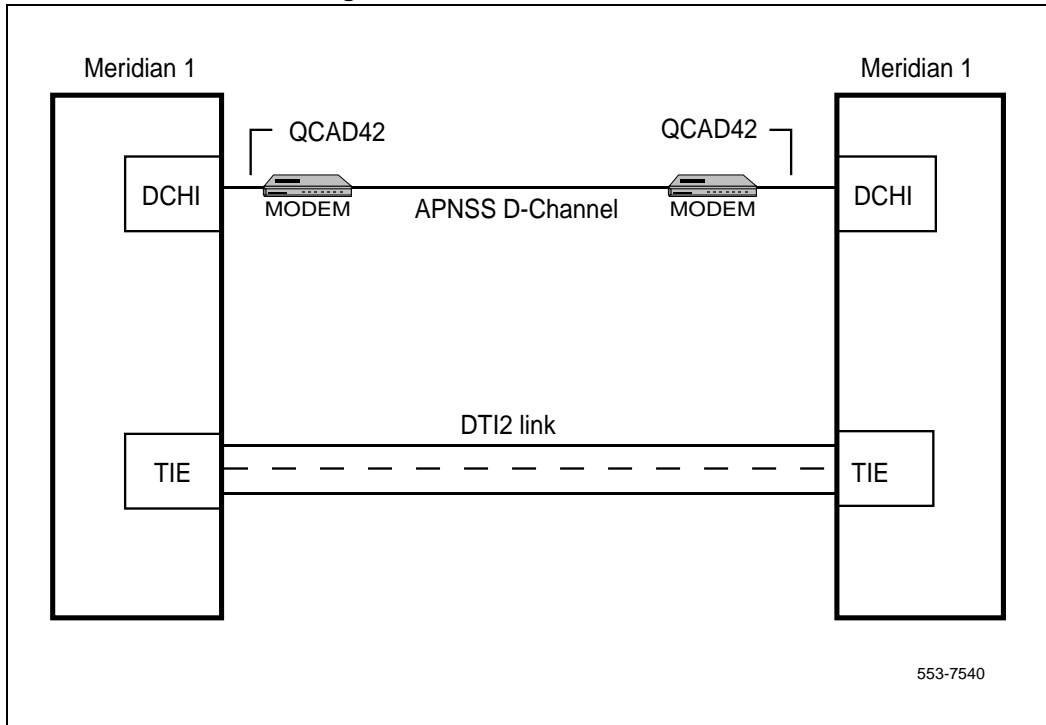 Meridian 1
Meridian 1
QCAD42
QCAD42
DCHI
MODEM
APNSS D-Channel
MODEM
DCHI
DTI2 link
TIE
TIE
553-7540